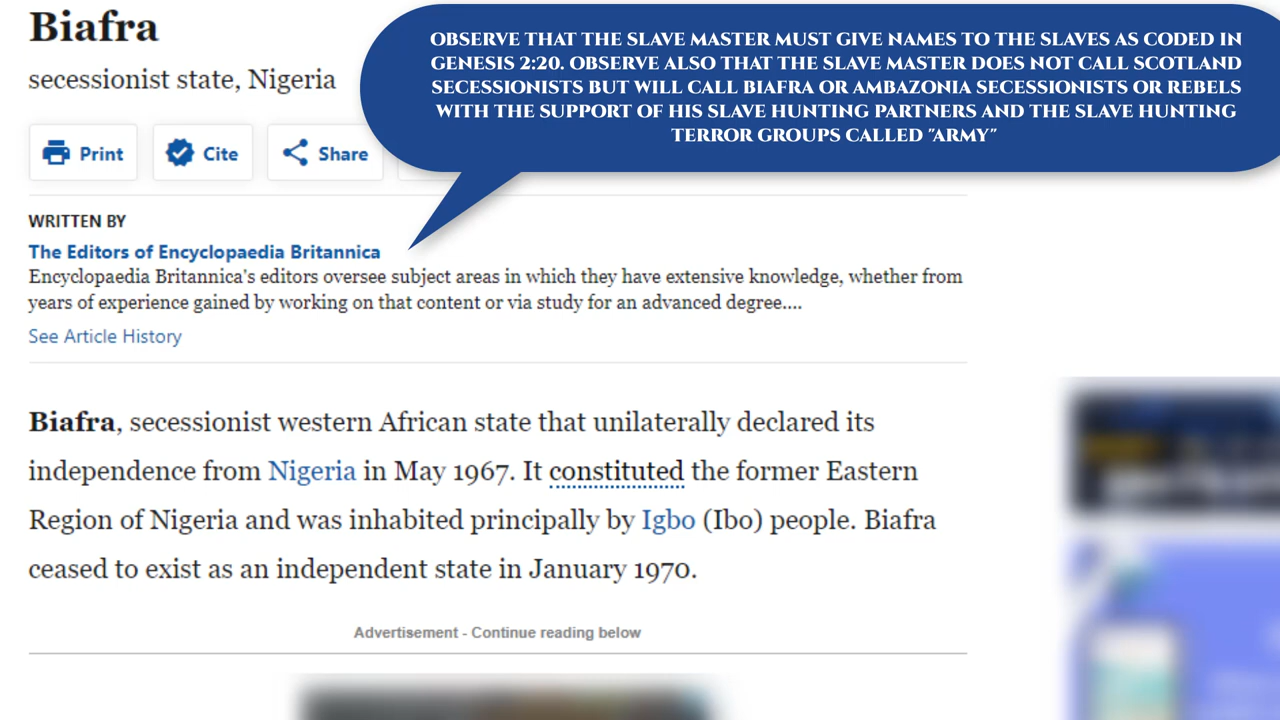 Biafra
secessionist state, Nigeria
OBSERVE THAT THE SLAVE MASTER MUST GIVE NAMES TO THE SLAVES AS CODED IN
GENESIS 2:20. OBSERVE ALSO THAT THE SLAVE MASTER DOES NOT CALL SCOTLAND
SECESSIONISTS BUT WILL CALL BIAFRA OR AMBAZONIA SECESSIONISTS OR REBELS
WITH THE SUPPORT OF HIS SLAVE HUNTING PARTNERS AND THE SLAVE HUNTING
TERROR GROUPS CALLED "ARMY"
Print Cite Share
WRITTEN BY
The Editors of Encyclopaedia Britannica
Encyclopaedia Britannica's editors oversee subject areas in which they have extensive knowledge, whether from
years of experience gained by working on that content or via study for an advanced degree....
See Article History
Biafra, secessionist western African state that unilaterally declared its
independence from Nigeria in May 1967. It constituted the former Eastern
Region of Nigeria and was inhabited principally by Igbo (Ibo) people. Biafra
ceased to exist as an independent state in January 1970.
Advertisement - Continue reading below